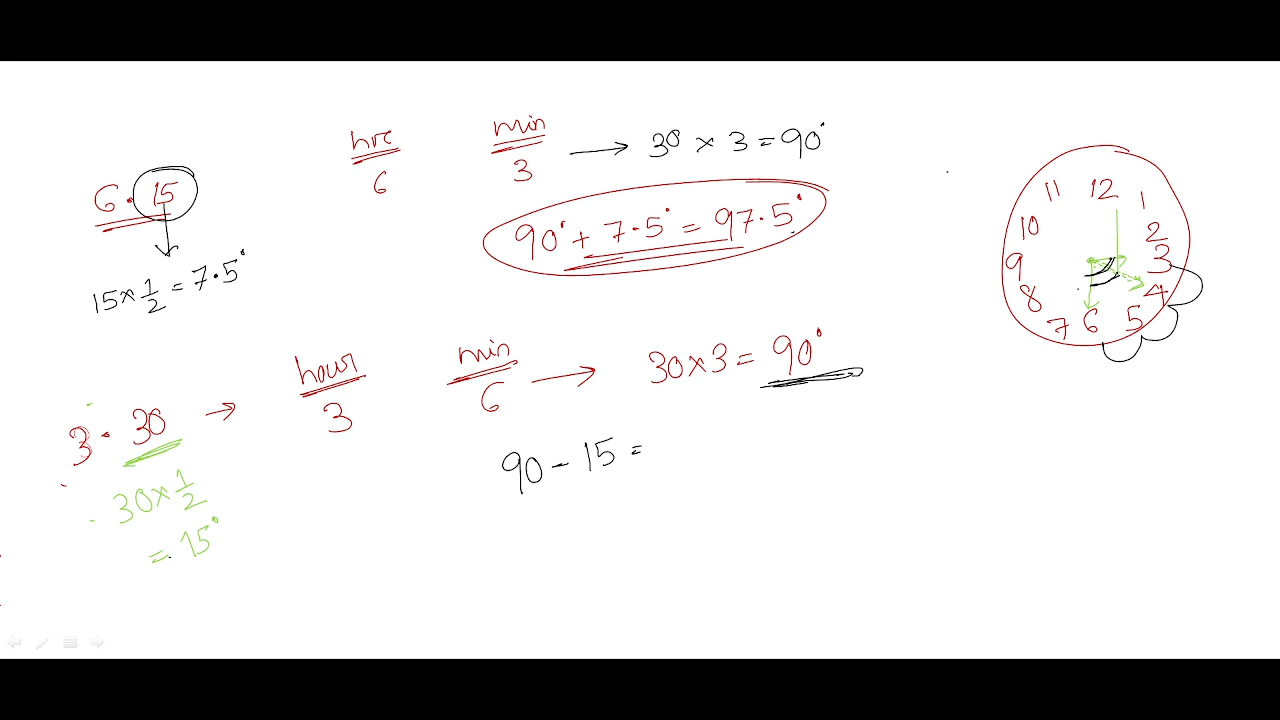 hrs min
6 3 → 30 × 3 = 90°
6 · 15
90° + 7.5° = 97.5°
15 × 1/2 = 7.5°
hour min
3 · 30 → 3 6 → 30 × 3 = 90°
30 × 1/2
= 15°
90 - 15 =
12
11 1
10 2
9 3
8 4
7 6 5